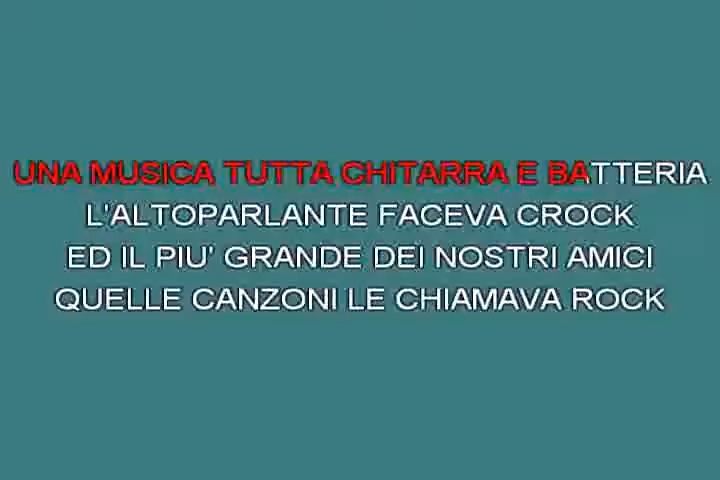 UNA MUSICA TUTTA CHITARRA E BATTERIA
L'ALTOPARLANTE FACEVA CROCK
ED IL PIU' GRANDE DEI NOSTRI AMICI
QUELLE CANZONI LE CHIAMAVA ROCK